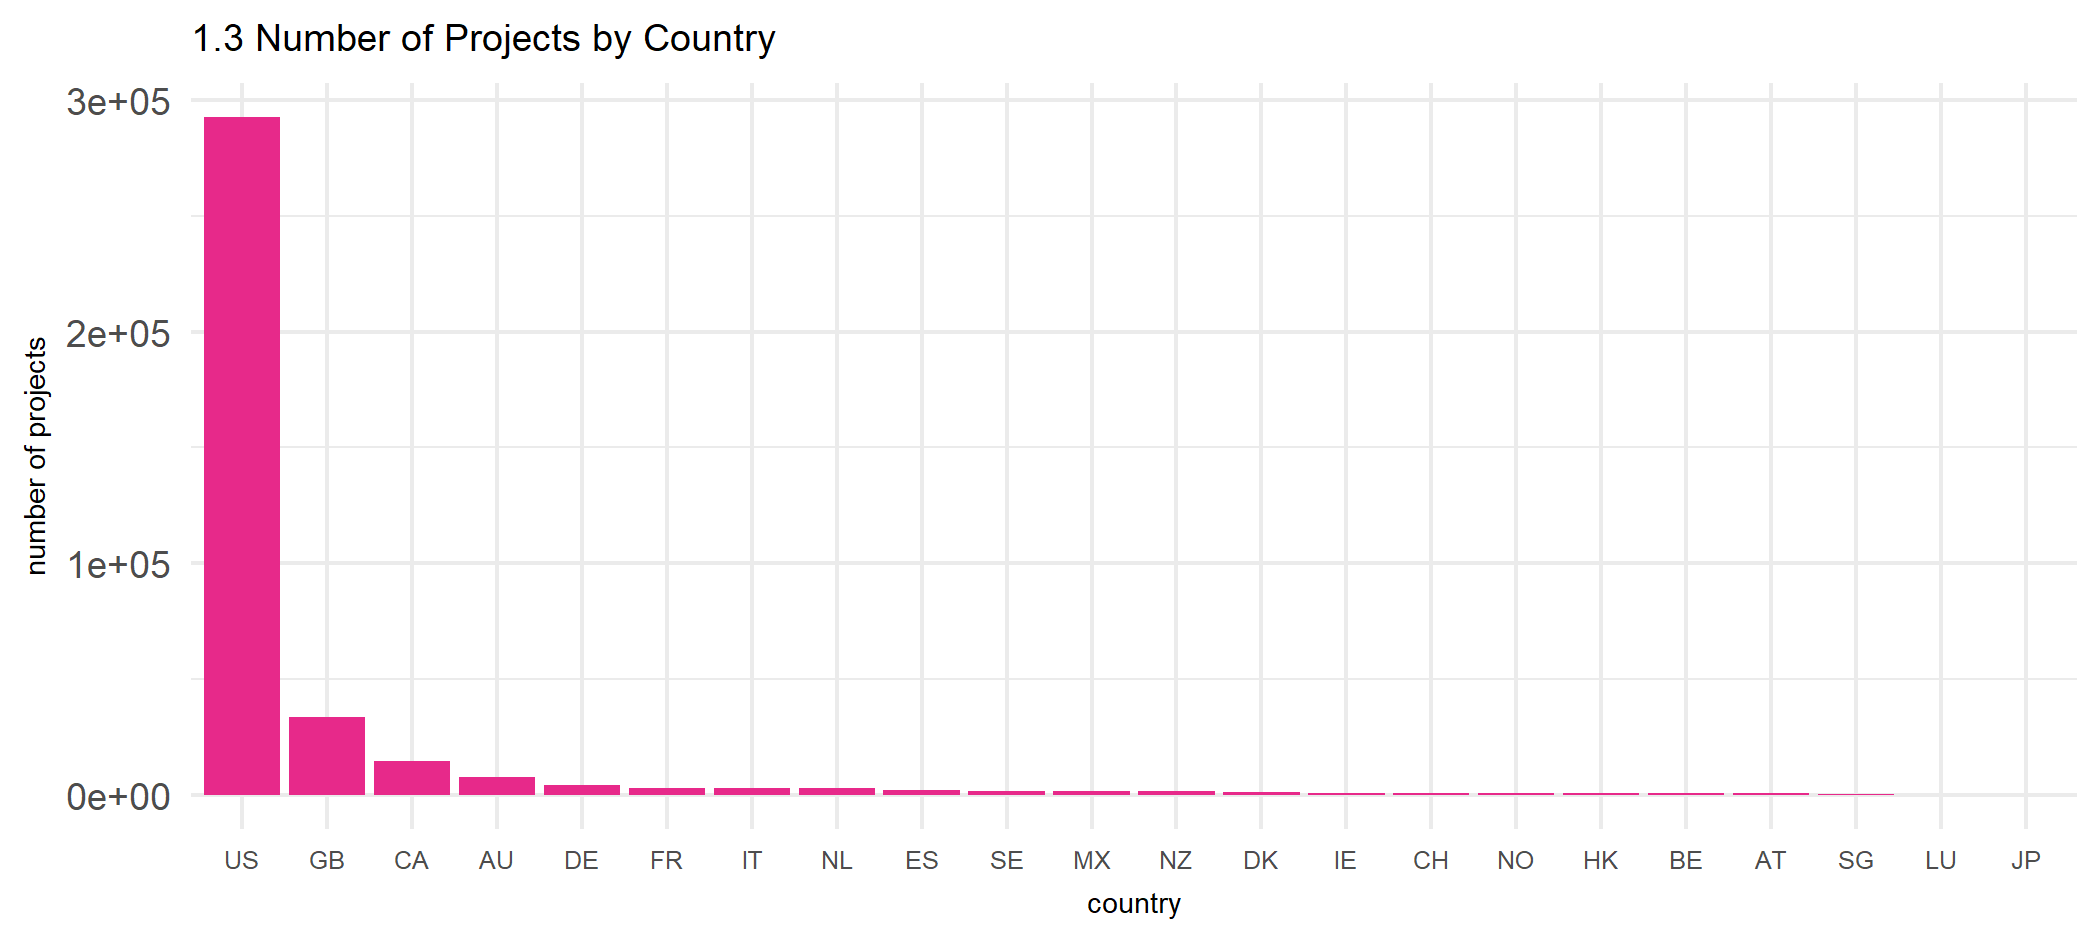 1.3 Number of Projects by Country
number of projects
3e+05
2e+05
1e+05
0e+00
US GB CA AU DE FR IT NL ES SE MX NZ DK IE CH NO HK BE AT SG LU JP
country